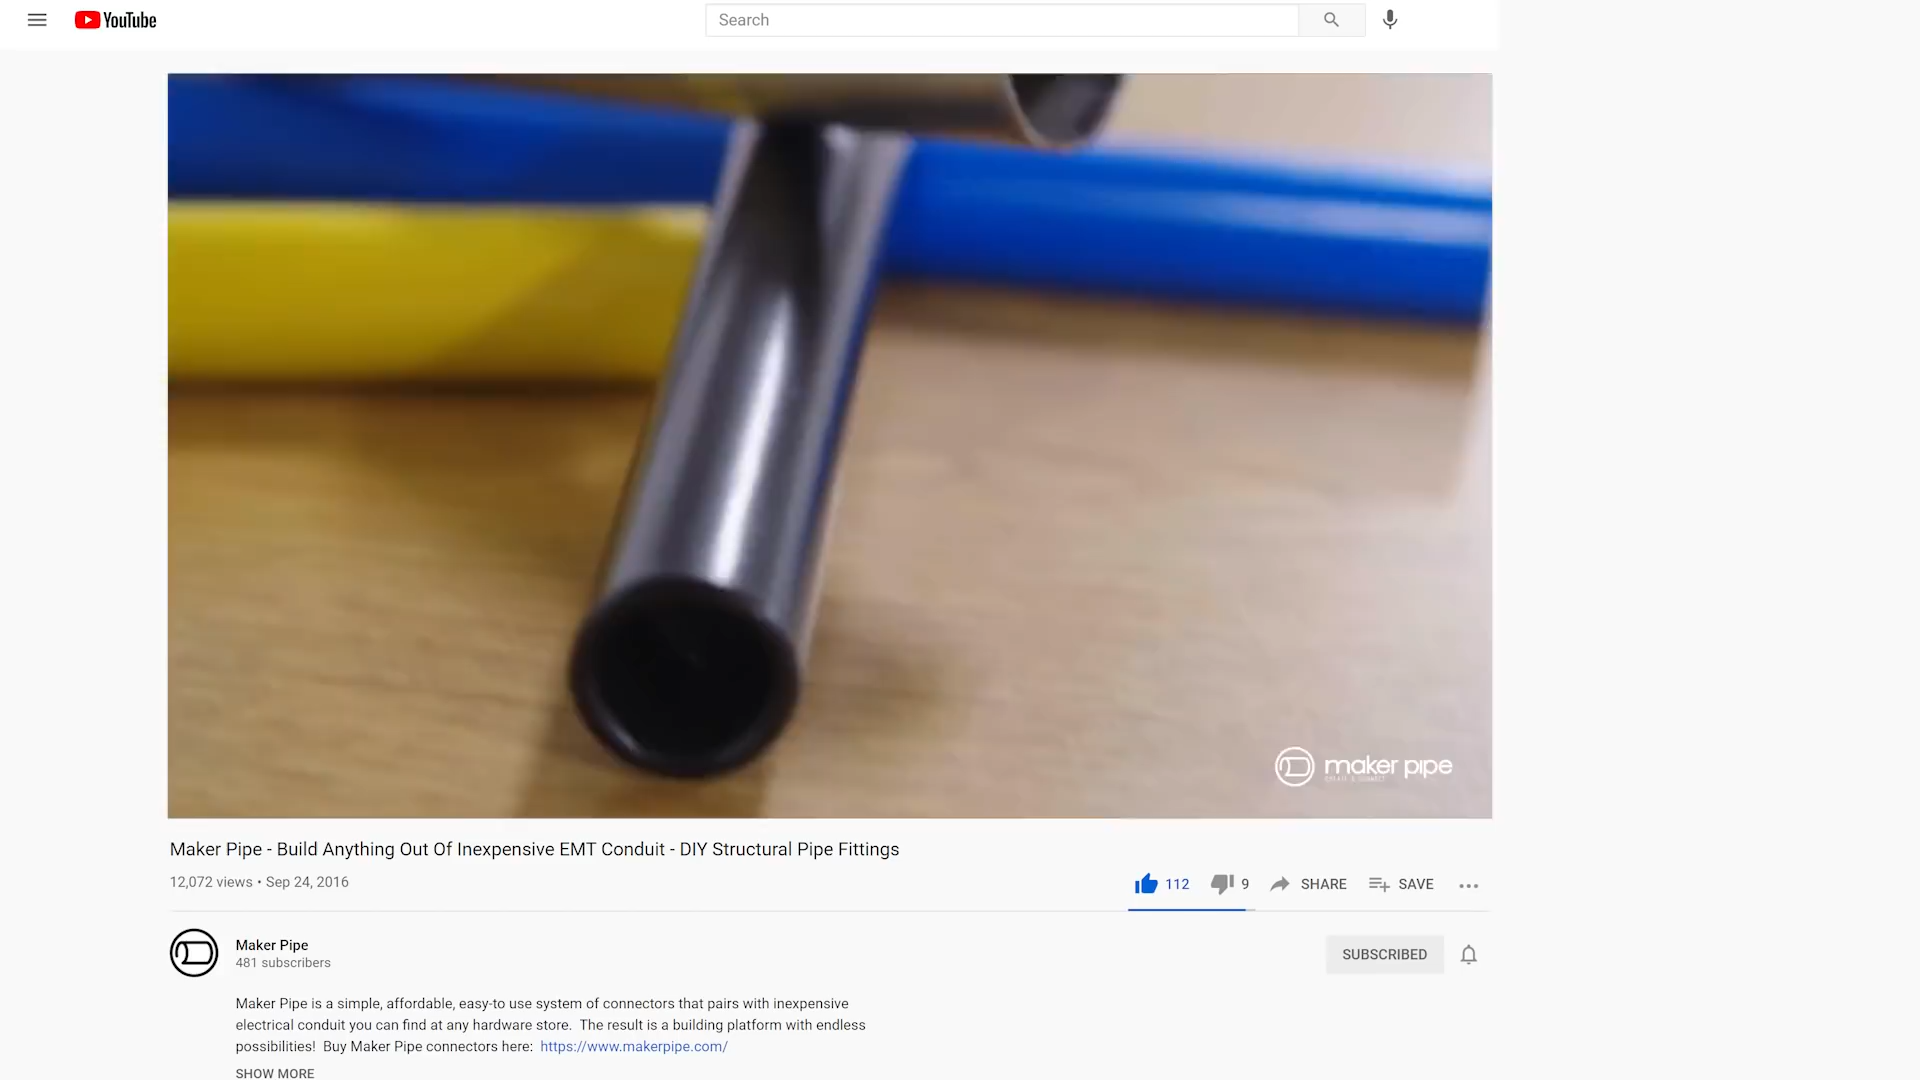 YouTube
Search
maker pipe
Maker Pipe - Build Anything Out Of Inexpensive EMT Conduit - DIY Structural Pipe Fittings
12,072 views • Sep 24, 2016
112 9 SHARE SAVE
Maker Pipe
481 subscribers
SUBSCRIBED
Maker Pipe is a simple, affordable, easy-to use system of connectors that pairs with inexpensive
electrical conduit you can find at any hardware store. The result is a building platform with endless
possibilities! Buy Maker Pipe connectors here: https://www.makerpipe.com/
SHOW MORE